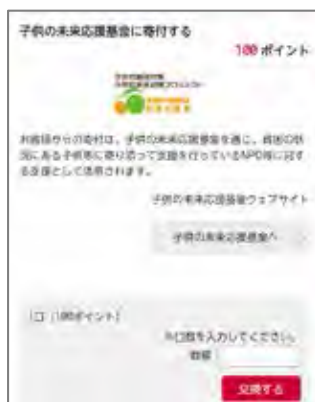 子供の未来応援基金に寄付する
100 ポイント
お客様からの寄付は、子供の未来応援基金を通じ、貧困の状
況にある子供等に寄り添って支援を行っているNPO等に対す
る支援として活用されます。
子供の未来応援基金ウェブサイト
子供の未来応援基金へ
1口（100ポイント）
※口数を入力してください。
数量
交換する